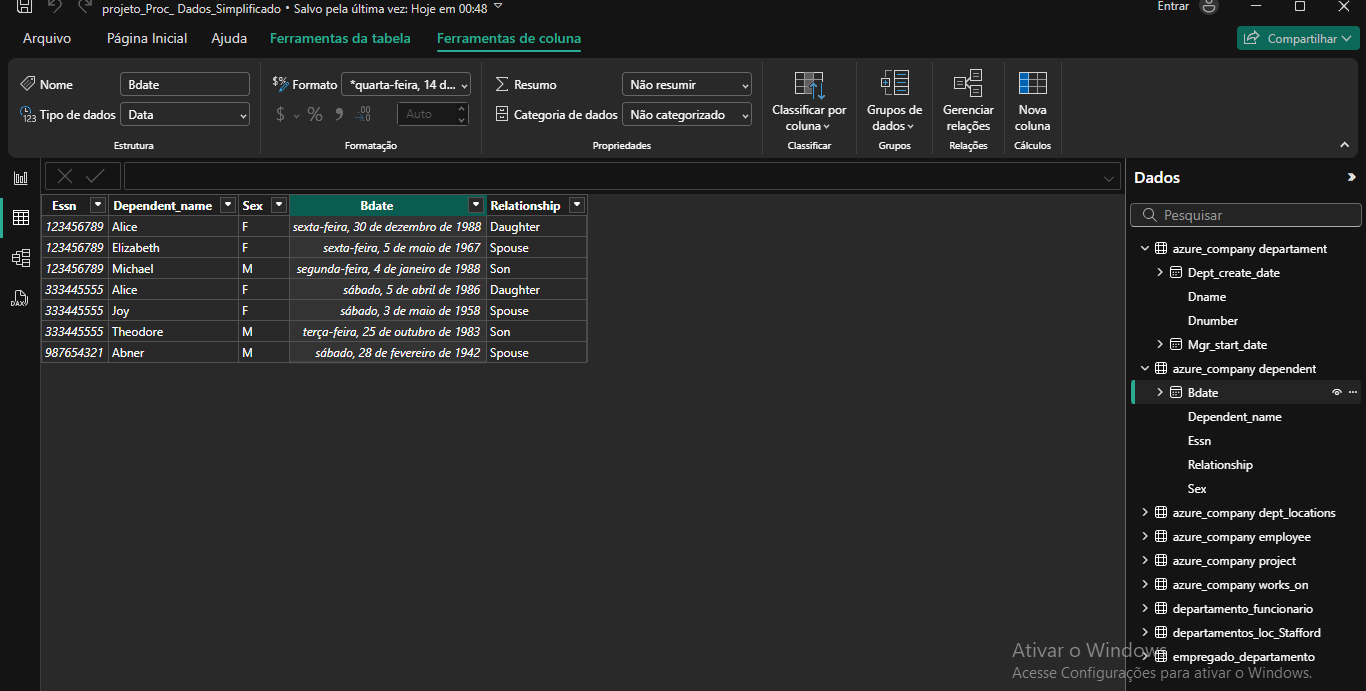 projeto_Proc_ Dados_Simplificado • Salvo pela última vez: Hoje em 00:48
Entrar
Arquivo
Página Inicial
Ajuda
Ferramentas da tabela
Ferramentas de coluna
Compartilhar
Nome
Bdate
Formato
*quarta-feira, 14 d...
Resumo
Não resumir
Tipo de dados
Data
$ % 9 .00
Auto
Categoria de dados
Não categorizado
Classificar por
coluna
Grupos de
dados
Gerenciar
relações
Nova
coluna
Estrutura
Formatação
Propriedades
Classificar
Grupos
Relações
Cálculos
Essn Dependent_name Sex Bdate Relationship
123456789 Alice F sexta-feira, 30 de dezembro de 1988 Daughter
123456789 Elizabeth F sexta-feira, 5 de maio de 1967 Spouse
123456789 Michael M segunda-feira, 4 de janeiro de 1988 Son
333445555 Alice F sábado, 5 de abril de 1986 Daughter
333445555 Joy F sábado, 3 de maio de 1958 Spouse
333445555 Theodore M terça-feira, 25 de outubro de 1983 Son
987654321 Abner M sábado, 28 de fevereiro de 1942 Spouse
DAX
Dados
Pesquisar
azure_company departament
Dept_create_date
Dname
Dnumber
Mgr_start_date
azure_company dependent
Bdate
Dependent_name
Essn
Relationship
Sex
azure_company dept_locations
azure_company employee
azure_company project
azure_company works_on
departamento_funcionario
departamentos_loc_Stafford
empregado_departamento
Ativar o Windows
Acesse Configurações para ativar o Windows.